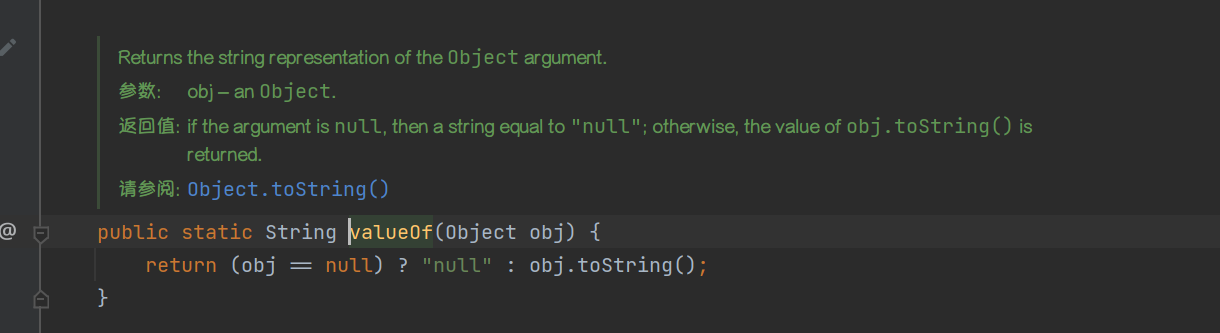 Returns the string representation of the Object argument.
参数: obj – an Object.
返回值: if the argument is null, then a string equal to "null"; otherwise, the value of obj.toString() is
returned.
请参阅: Object.toString()
@
public static String valueOf(Object obj) {
return (obj == null) ? "null" : obj.toString();
}